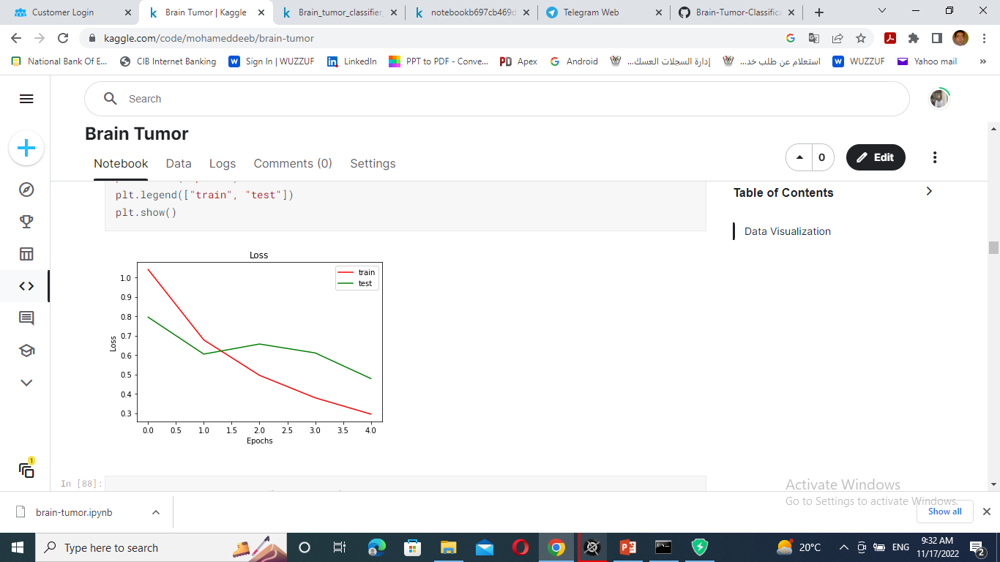 Customer Login
Brain Tumor | Kaggle
Brain_tumor_classifier_
notebookb697cb469d
Telegram Web
Brain-Tumor-Classifica
kaggle.com/code/mohameddeeb/brain-tumor
National Bank Of E...
CIB Internet Banking
Sign In | WUZZUF
LinkedIn
PPT to PDF - Conve...
Apex
Android
إدارة السجلات العسك...
استعلام عن طلب خد...
WUZZUF
Yahoo mail
»
Search
Brain Tumor
Notebook
Data
Logs
Comments (0)
Settings
0
Edit
plt.legend(["train", "test"])
plt.show()
Table of Contents
Data Visualization
Loss
train
test
1.0
0.9
0.8
0.7
0.6
0.5
0.4
0.3
Loss
0.0 0.5 1.0 1.5 2.0 2.5 3.0 3.5 4.0
Epochs
1
In [88]:
Activate Windows
Go to Settings to activate Windows.
brain-tumor.ipynb
Show all
Type here to search
20°C
ENG
9:32 AM
11/17/2022
2